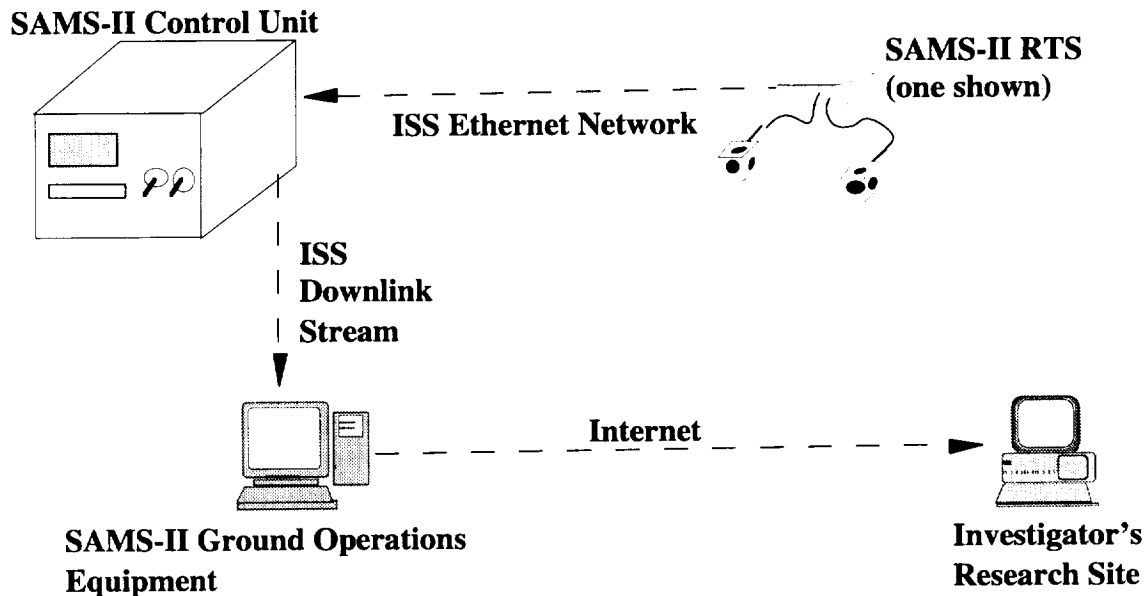 SAMS-II Control Unit
SAMS-II RTS
(one shown)
ISS Ethernet Network
ISS
Downlink
Stream
Internet
SAMS-II Ground Operations
Equipment
Investigator's
Research Site